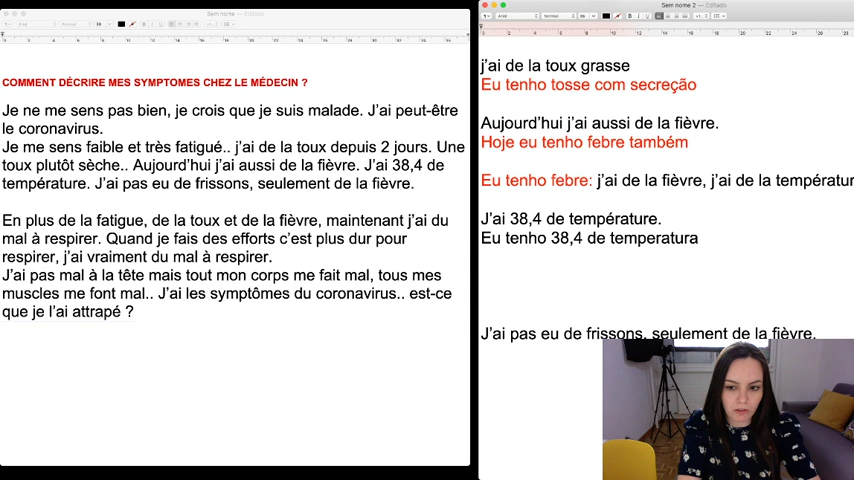 Sem nome — Editado
COMMENT DÉCRIRE MES SYMPTOMES CHEZ LE MÉDECIN ?
Je ne me sens pas bien, je crois que je suis malade. J'ai peut-être
le coronavirus.
Je me sens faible et très fatigué.. j'ai de la toux depuis 2 jours. Une
toux plutôt sèche.. Aujourd'hui j'ai aussi de la fièvre. J'ai 38,4 de
température. J'ai pas eu de frissons, seulement de la fièvre.
En plus de la fatigue, de la toux et de la fièvre, maintenant j'ai du
mal à respirer. Quand je fais des efforts c'est plus dur pour
respirer, j'ai vraiment du mal à respirer.
J'ai pas mal à la tête mais tout mon corps me fait mal, tous mes
muscles me font mal.. J'ai les symptômes du coronavirus.. est-ce
que je l'ai attrapé ?
Sem nome 2 — Editado
j'ai de la toux grasse
Eu tenho tosse com secreção
Aujourd'hui j'ai aussi de la fièvre.
Hoje eu tenho febre também
Eu tenho febre: j'ai de la fièvre, j'ai de la températur
J'ai 38,4 de température.
Eu tenho 38,4 de temperatura
J'ai pas eu de frissons, seulement de la fièvre.